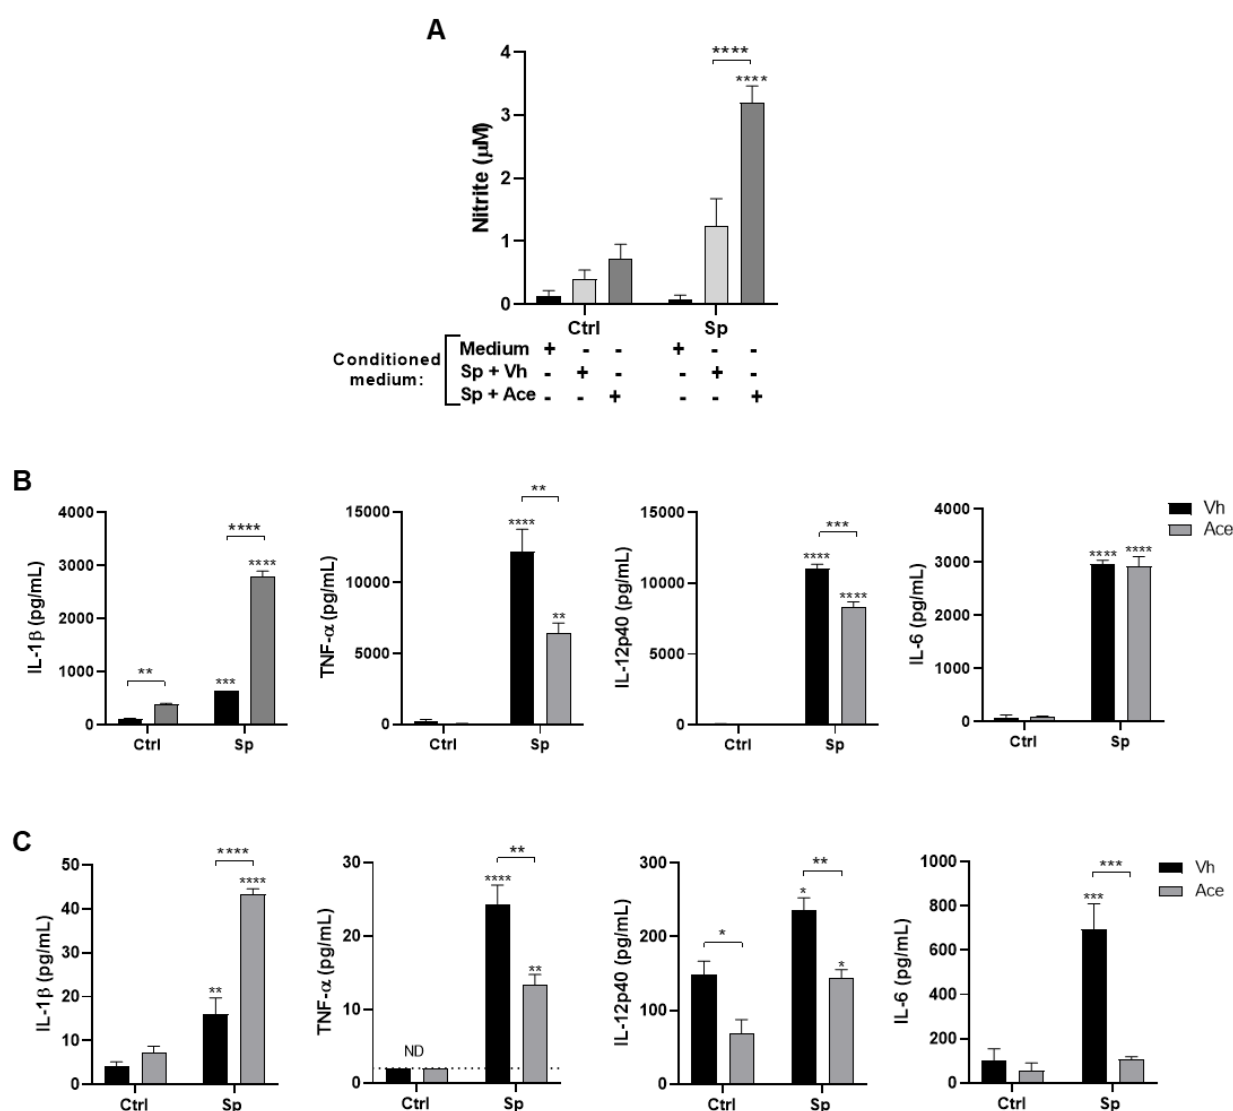 A
Nitrite (μM)
4
3
2
1
0
****
****
Ctrl
Sp
Conditioned medium:
Medium + - - + - -
Sp + Vh - + - - + -
Sp + Ace - - + - - +
B
IL-1β (pg/mL)
4000
3000
2000
1000
0
**
***
****
****
Ctrl
Sp
TNF-α (pg/mL)
15000
10000
5000
0
**
****
**
Ctrl
Sp
IL-12p40 (pg/mL)
15000
10000
5000
0
***
****
****
Ctrl
Sp
IL-6 (pg/mL)
4000
3000
2000
1000
0
****
****
Ctrl
Sp
Vh
Ace
C
IL-1β (pg/mL)
50
40
30
20
10
0
****
****
**
Ctrl
Sp
TNF-α (pg/mL)
30
20
10
0
ND
**
****
**
Ctrl
Sp
IL-12p40 (pg/mL)
300
200
100
0
*
**
*
*
Ctrl
Sp
IL-6 (pg/mL)
1000
800
600
400
200
0
***
***
Ctrl
Sp
Vh
Ace